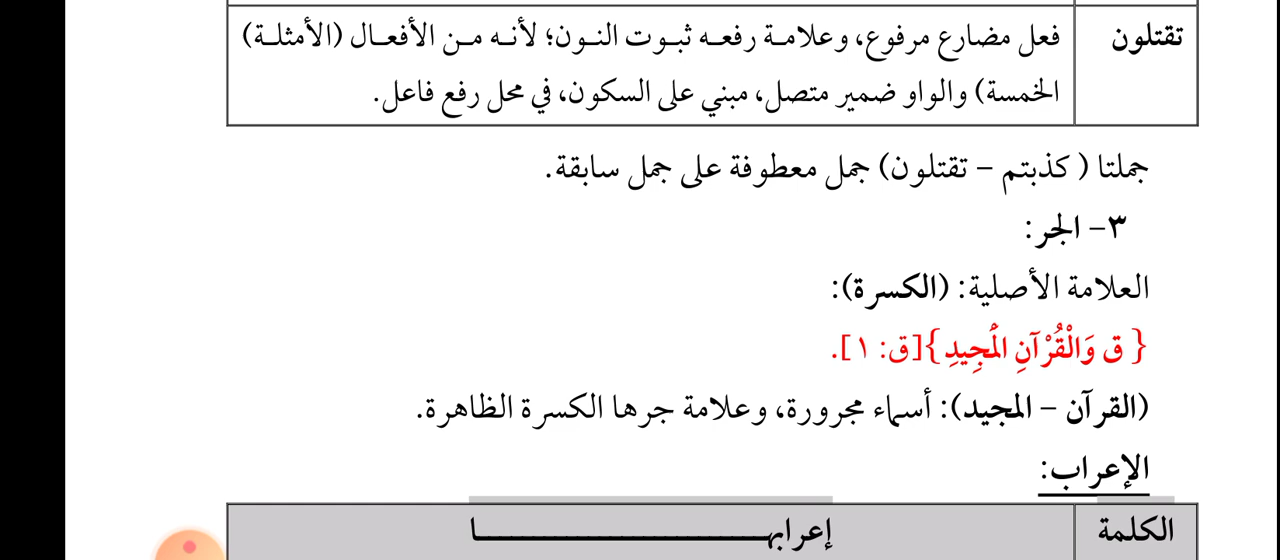 تقتلون
فعل مضارع مرفوع، وعلامة رفعه ثبوت النون؛ لأنه من الأفعال (الأمثلة)
الخمسة) والواو ضمير متصل، مبني على السكون، في محل رفع فاعل.
جملتا ( كذبتم – تقتلون) جمل معطوفة على جمل سابقة.
٣– الجر:
العلامة الأصلية: (الكسرة):
{ ق وَالْقُرْآنِ الْمَجِيدِ}[ق: ١].
(القرآن – المجيد): أسماء مجرورة، وعلامة جرها الكسرة الظاهرة.
الإعراب:
الكلمة
إعرابهـــــــــــــــــــــــا